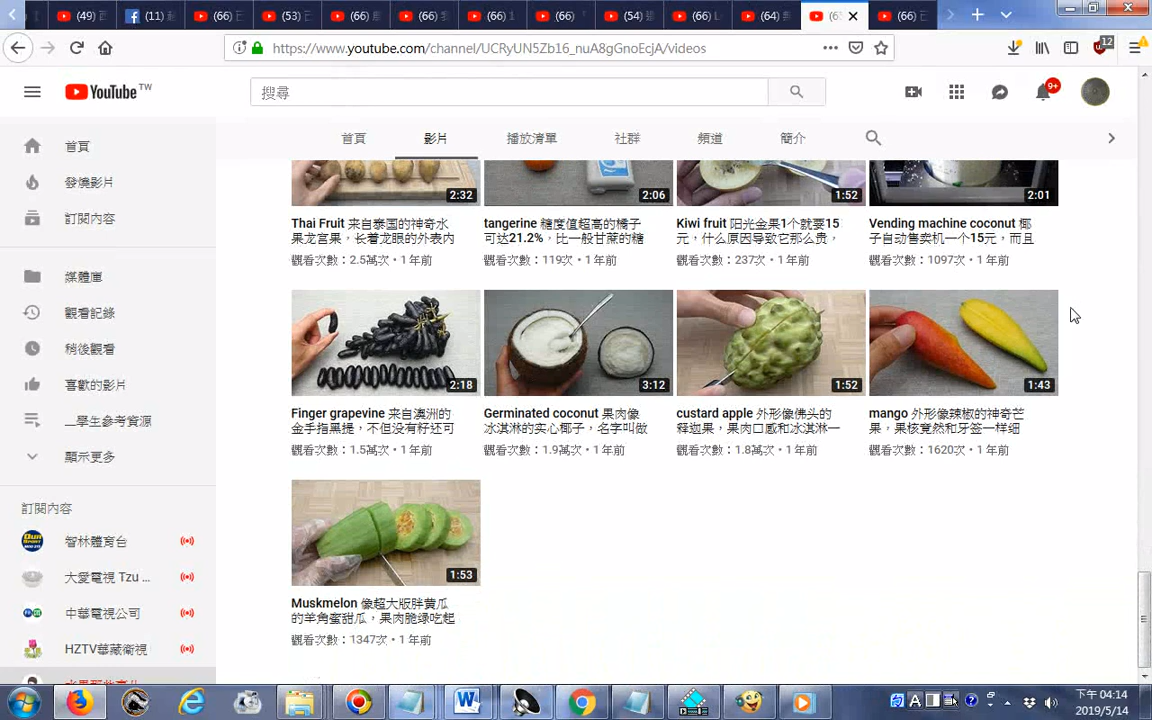 (49)
(11)
(66)
(53)
(66)
(66)
(66)
(66)
(54)
(66)
(64)
(66)
https://www.youtube.com/channel/UCRyUN5Zb16_nuA8gGnoEcjA/videos
12
YouTube TW
搜尋
9+
首頁
影片
播放清單
社群
頻道
簡介
首頁
發燒影片
訂閱內容
媒體庫
觀看記錄
稍後觀看
喜歡的影片
二學生參考資源
顯示更多
訂閱內容
智林體育台
大愛電視 Tzu ...
中華電視公司
HZTV華藏衛視
2:32
2:06
1:52
2:01
Thai Fruit 来自泰国的神奇水
果龙宫果，长着龙眼的外表内
觀看次數：2.5萬次・1 年前
tangerine 糖度值超高的橘子
可达21.2%，比一般甘蔗的糖
觀看次數：119次・1 年前
Kiwi fruit 阳光金果1个就要15
元，什么原因导致它那么贵，
觀看次數：237次・1 年前
Vending machine coconut 椰
子自动售卖机一个15元，而且
觀看次數：1097次・1 年前
2:18
3:12
1:52
1:43
Finger grapevine 来自澳洲的
金手指黑提，不但没有籽还可
觀看次數：1.5萬次・1 年前
Germinated coconut 果肉像
冰淇淋的实心椰子，名字叫做
觀看次數：1.9萬次・1 年前
custard apple 外形像佛头的
释迦果，果肉口感和冰淇淋一
觀看次數：1.8萬次・1 年前
mango 外形像辣椒的神奇芒
果，果核竟然和牙签一样细
觀看次數：1620次・1 年前
1:53
Muskmelon 像超大版胖黄瓜
的羊角蜜甜瓜，果肉脆绿吃起
觀看次數：1347次・1 年前
下午 04:14
2019/5/14